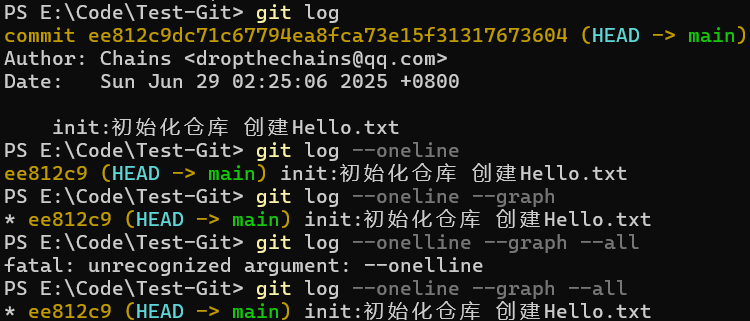 PS E:\Code\Test-Git> git log
commit ee812c9dc71c67794ea8fca73e15f31317673604 (HEAD -> main)
Author: Chains <dropthechains@qq.com>
Date:   Sun Jun 29 02:25:06 2025 +0800
    init:初始化仓库 创建Hello.txt
PS E:\Code\Test-Git> git log --oneline
ee812c9 (HEAD -> main) init:初始化仓库 创建Hello.txt
PS E:\Code\Test-Git> git log --oneline --graph
* ee812c9 (HEAD -> main) init:初始化仓库 创建Hello.txt
PS E:\Code\Test-Git> git log --onelline --graph --all
fatal: unrecognized argument: --onelline
PS E:\Code\Test-Git> git log --oneline --graph --all
* ee812c9 (HEAD -> main) init:初始化仓库 创建Hello.txt